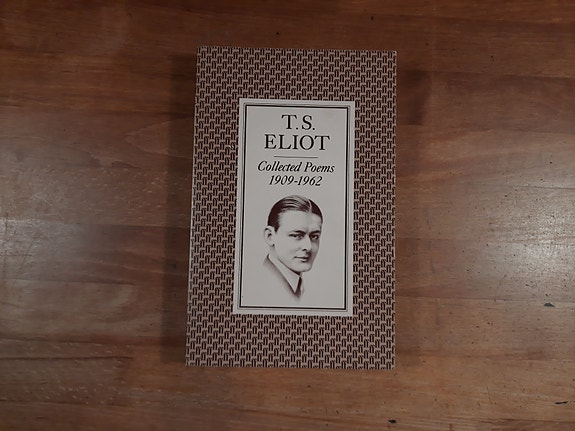 T.S.
ELIOT
Collected Poems
1909-1962